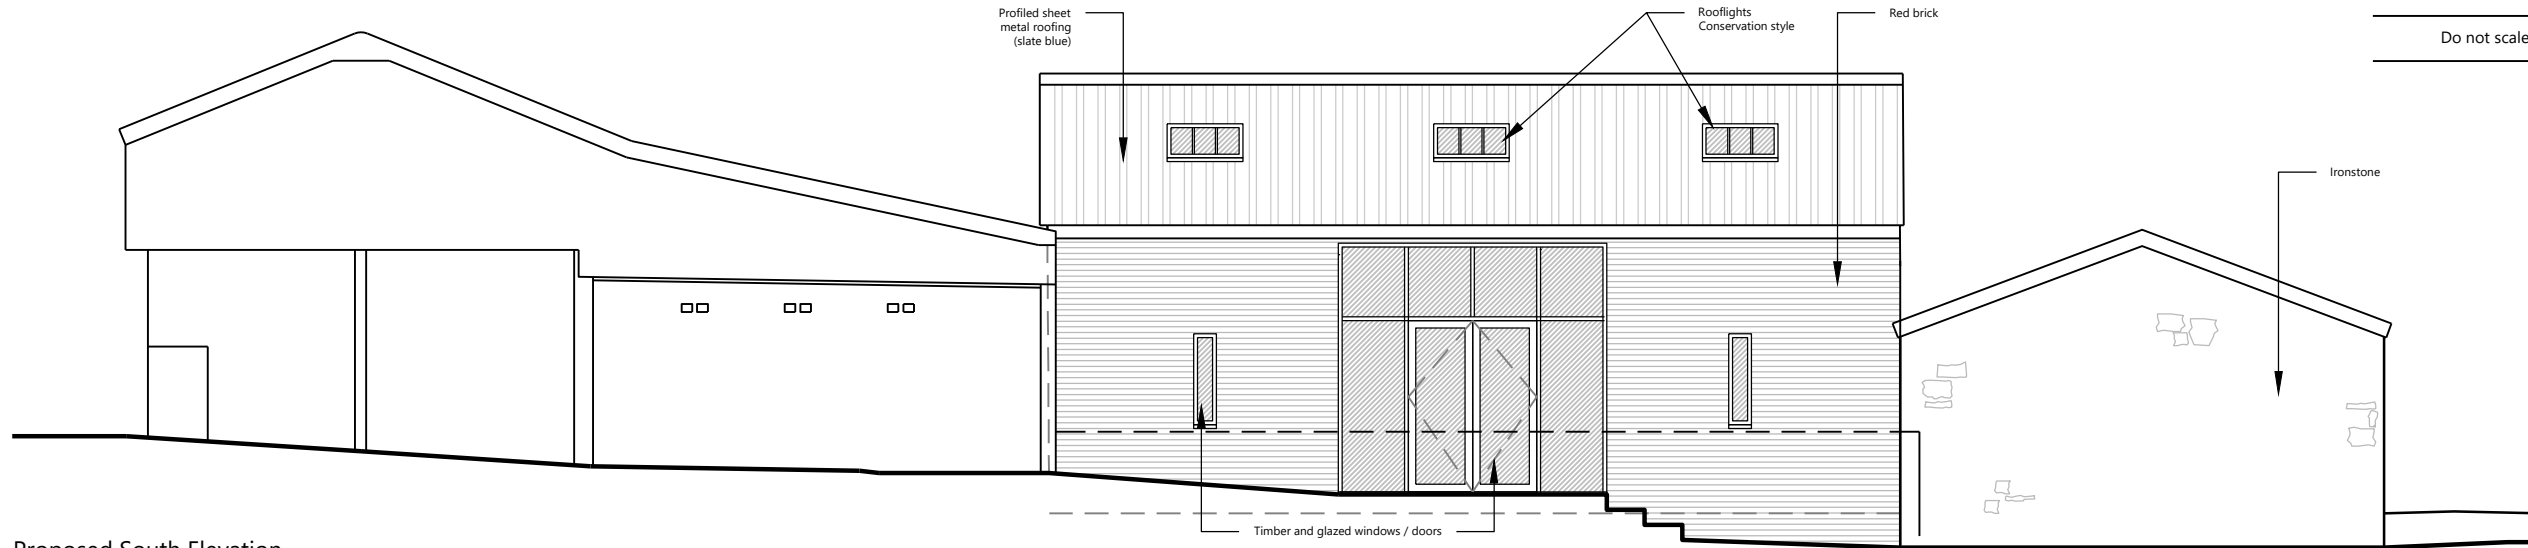 Profiled sheet
metal roofing
(slate blue)
Rooflights
Conservation style
Red brick
Do not scale
Ironstone
Timber and glazed windows / doors
Proposed South Elevation